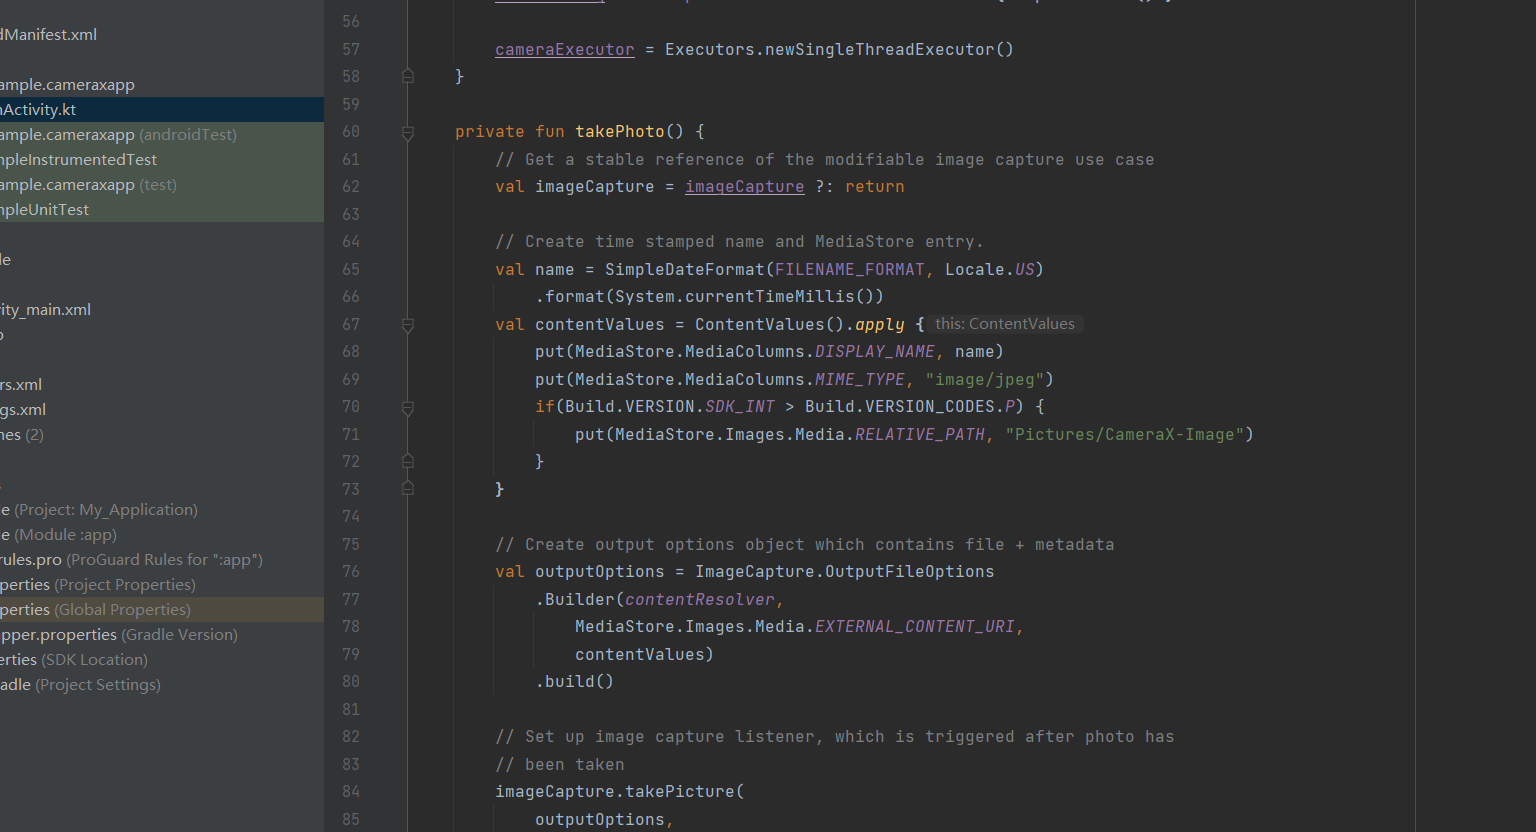 dManifest.xml
ample.cameraxapp
nActivity.kt
ample.cameraxapp (androidTest)
mpleInstrumentedTest
ample.cameraxapp (test)
mpleUnitTest
le
vity_main.xml
rs.xml
gs.xml
nes (2)
le (Project: My_Application)
le (Module :app)
rules.pro (ProGuard Rules for ":app")
perties (Project Properties)
perties (Global Properties)
pper.properties (Gradle Version)
erties (SDK Location)
adle (Project Settings)
56
57 cameraExecutor = Executors.newSingleThreadExecutor()
58 }
59
60 private fun takePhoto() {
61 // Get a stable reference of the modifiable image capture use case
62 val imageCapture = imageCapture ?: return
63
64 // Create time stamped name and MediaStore entry.
65 val name = SimpleDateFormat(FILENAME_FORMAT, Locale.US)
66 .format(System.currentTimeMillis())
67 val contentValues = ContentValues().apply { this: ContentValues
68 put(MediaStore.MediaColumns.DISPLAY_NAME, name)
69 put(MediaStore.MediaColumns.MIME_TYPE, "image/jpeg")
70 if(Build.VERSION.SDK_INT > Build.VERSION_CODES.P) {
71 put(MediaStore.Images.Media.RELATIVE_PATH, "Pictures/CameraX-Image")
72 }
73 }
74
75 // Create output options object which contains file + metadata
76 val outputOptions = ImageCapture.OutputFileOptions
77 .Builder(contentResolver,
78 MediaStore.Images.Media.EXTERNAL_CONTENT_URI,
79 contentValues)
80 .build()
81
82 // Set up image capture listener, which is triggered after photo has
83 // been taken
84 imageCapture.takePicture(
85 outputOptions,